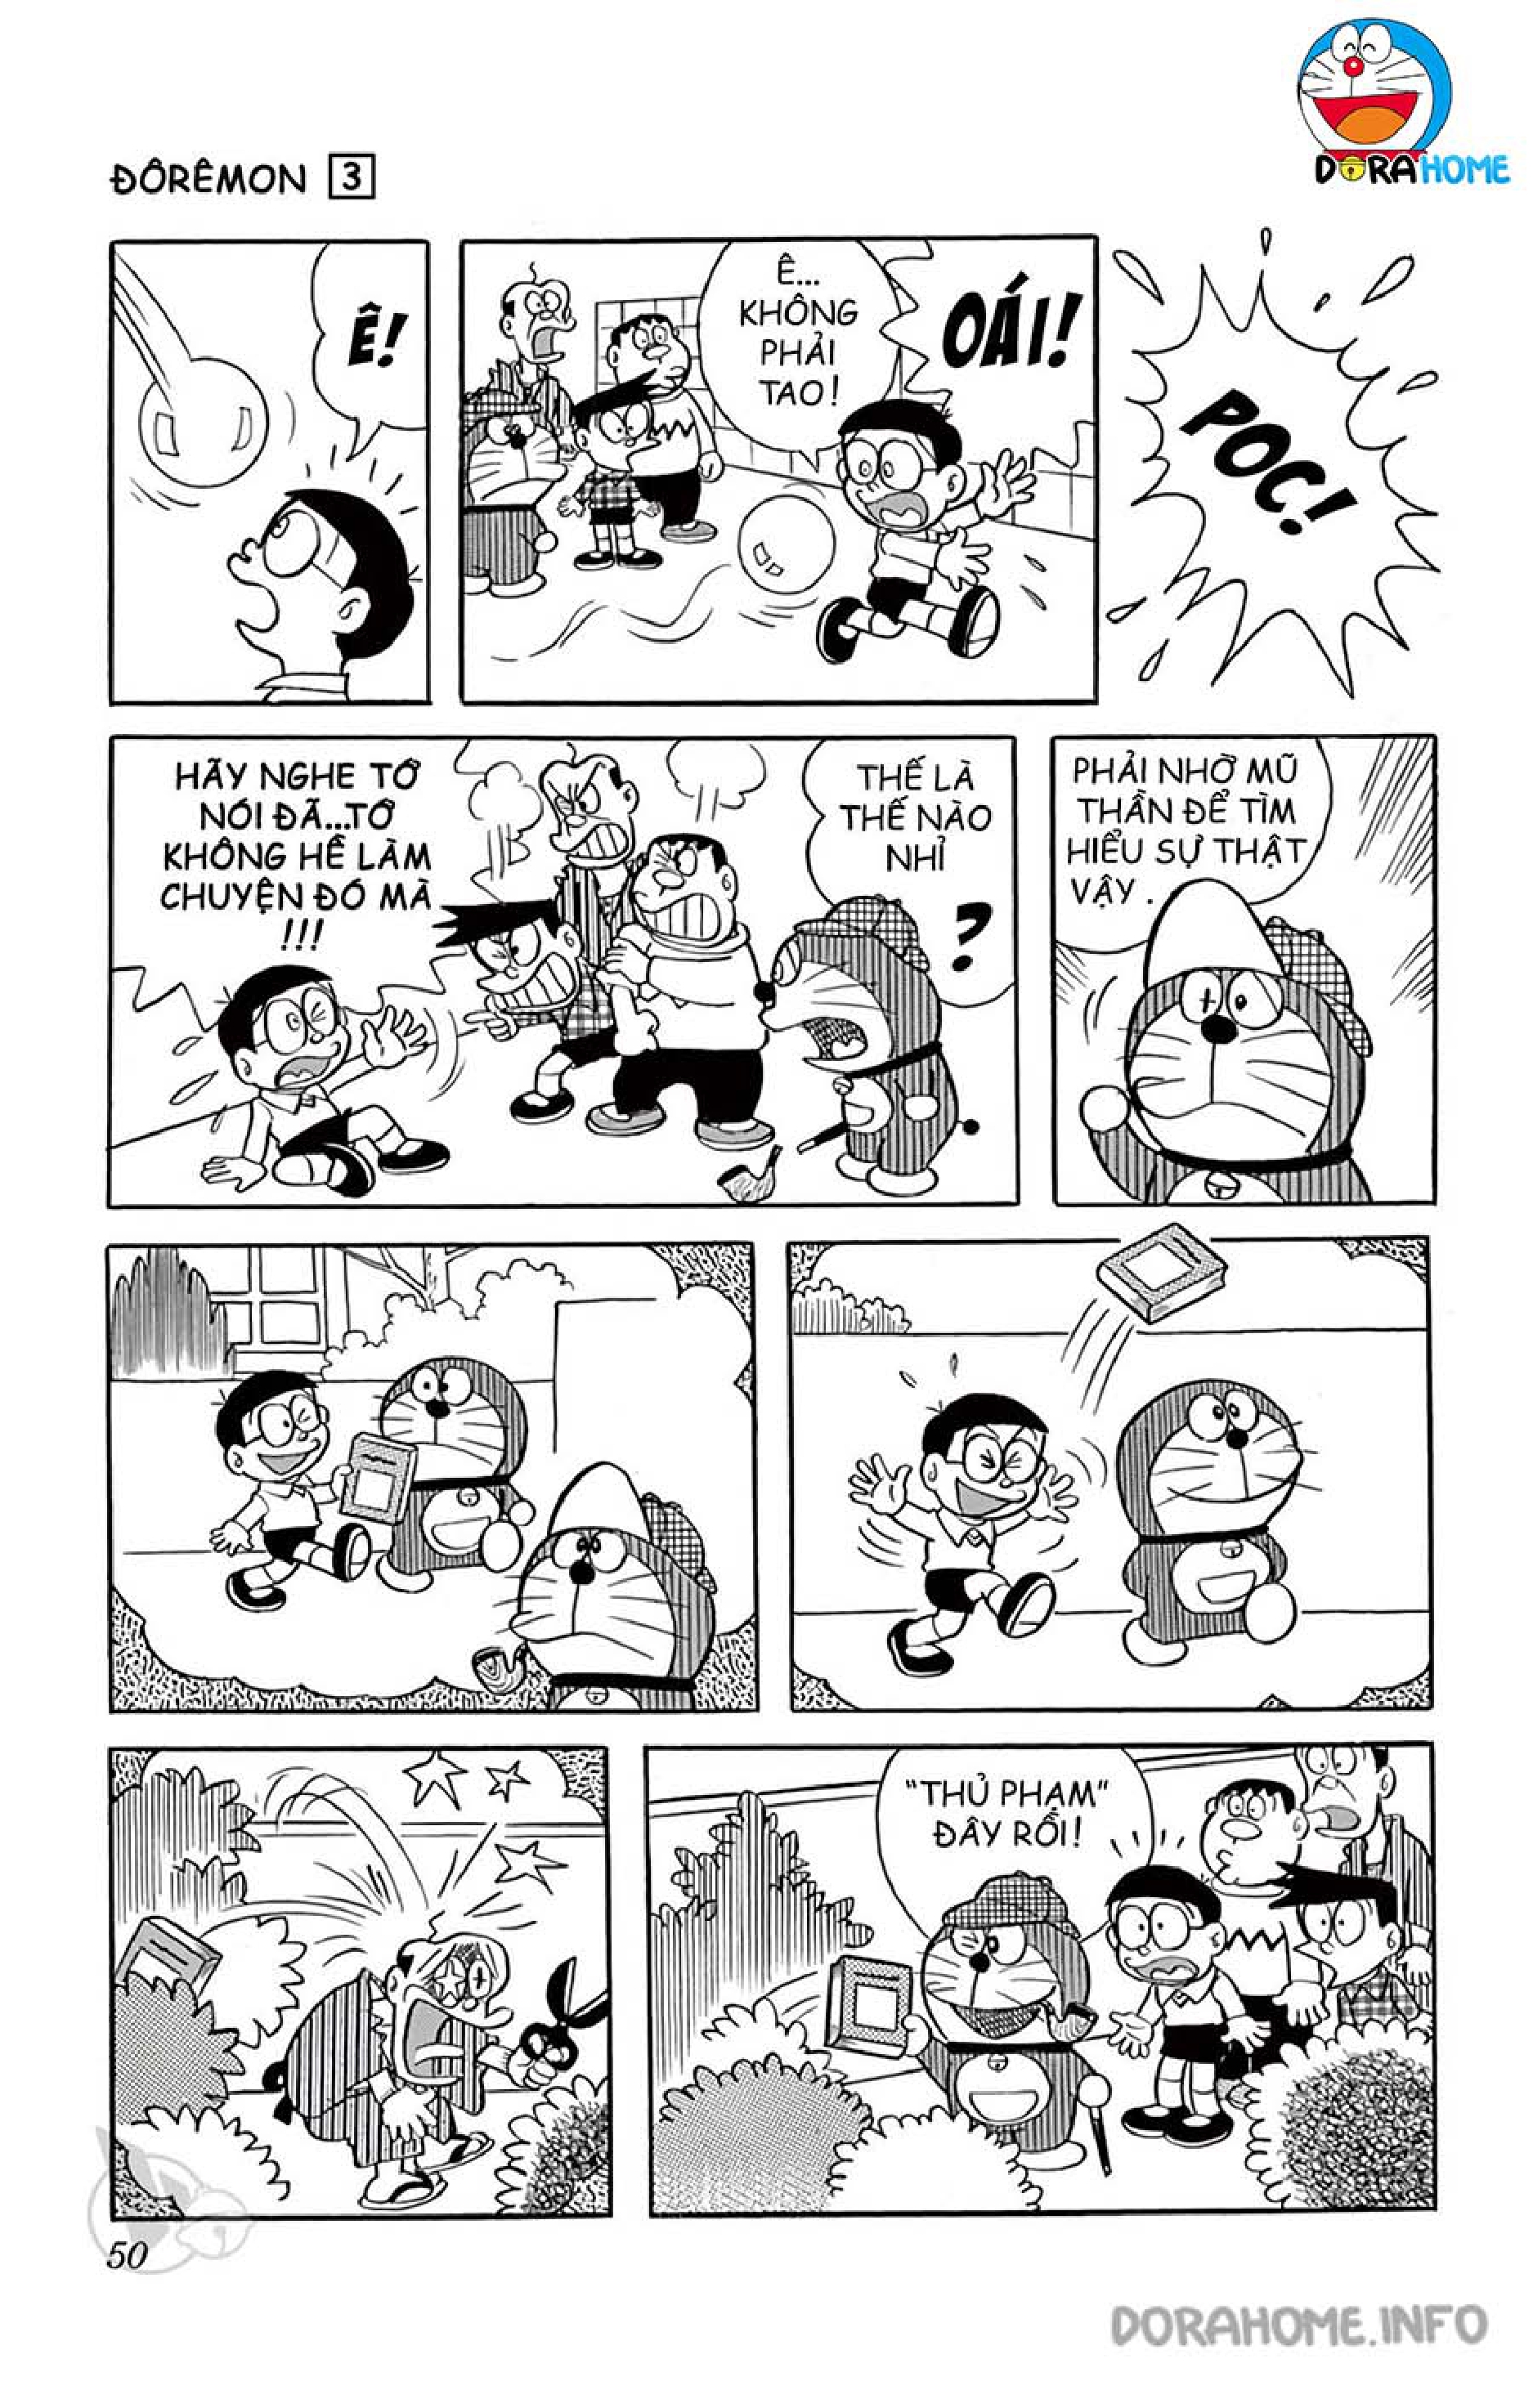 DORAHOME
ĐÔRÊMON 3
Ê!
Ê...
KHÔNG
PHẢI
TAO!
OÁI!
POC!
HÃY NGHE TỚ
NÓI ĐÃ...TỚ
KHÔNG HỀ LÀM
CHUYỆN ĐÓ MÀ
!!!
THẾ LÀ
THẾ NÀO
NHỈ
?
PHẢI NHỜ MŨ
THẦN ĐỂ TÌM
HIỂU SỰ THẬT
VẬY.
"THỦ PHẠM"
ĐÂY RỒI!
50
DORAHOME.INFO